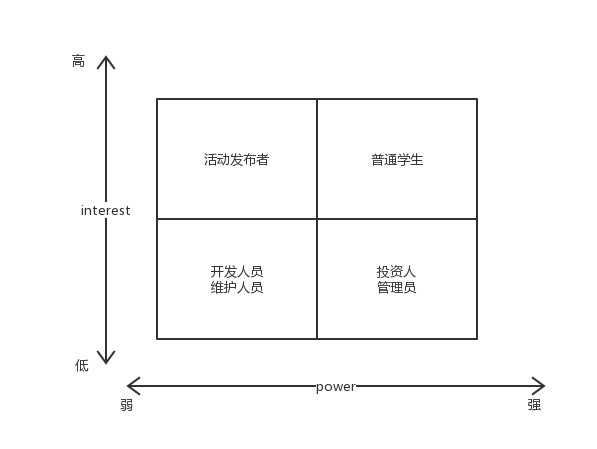 高
活动发布者
普通学生
interest
开发人员
维护人员
投资人
管理员
低
power
弱
强